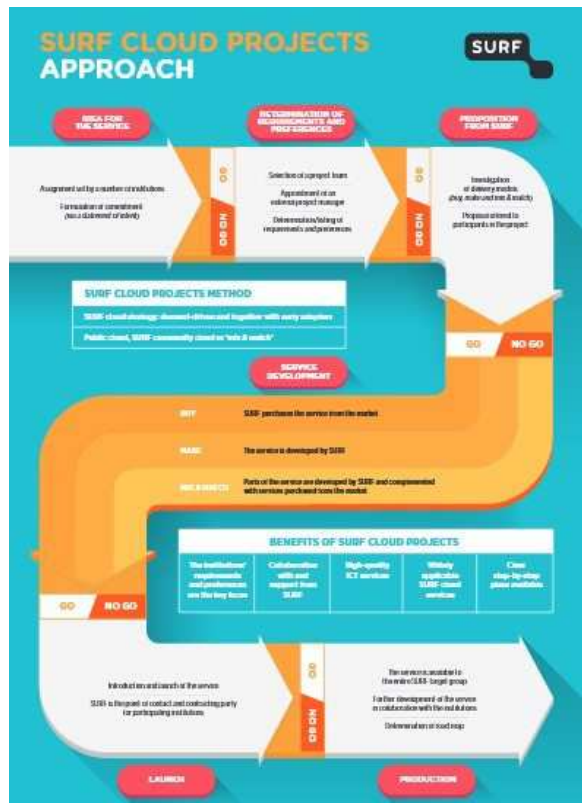 SURF CLOUD PROJECTS
APPROACH
SURF
IDEA FOR
THE SERVICE
DETERMINATION OF
REQUIREMENTS AND
PREFERENCES
PROPOSITION
FROM SURF
Assignment set by a number of institutions
Formulation of commitment
(via a statement of intent)
GO
NO GO
Selection of a project team
Appointment of an
external project manager
Determination/listing of
requirements and preferences
GO
NO GO
Investigation
of delivery models
(buy, make and mix & match)
Proposal offered to
participants in the project
GO
NO GO
SURF CLOUD PROJECTS METHOD
SURF cloud strategy: demand-driven and together with early adopters
Public cloud, SURF community cloud or 'mix & match'
SERVICE
DEVELOPMENT
BUY
SURF purchases the service from the market
MAKE
The service is developed by SURF
MIX & MATCH
Parts of the service are developed by SURF and complemented
with services purchased from the market
BENEFITS OF SURF CLOUD PROJECTS
The institutions'
requirements
and preferences
are the key focus
Collaboration
with and
support from
SURF
High-quality
ICT services
Widely
applicable
SURF cloud
services
Clear
step-by-step
plans available
GO
NO GO
Introduction and launch of the service
SURF is the point of contact and contracting party
for participating institutions
GO
NO GO
The service is available to
the entire SURF target group
Further development of the service
in collaboration with the institutions
Determination of road map
LAUNCH
PRODUCTION